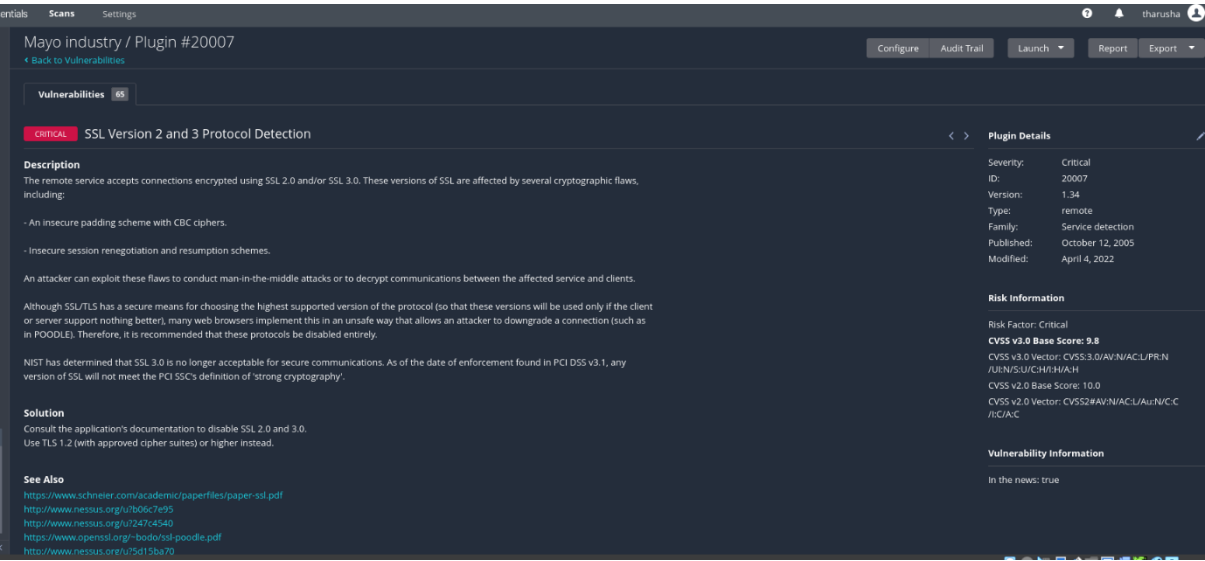 entials Scans Settings tharusha
Mayo industry / Plugin #20007
Configure Audit Trail Launch Report Export
Back to Vulnerabilities
Vulnerabilities 65
CRITICAL SSL Version 2 and 3 Protocol Detection
Description
The remote service accepts connections encrypted using SSL 2.0 and/or SSL 3.0. These versions of SSL are affected by several cryptographic flaws,
including:
- An insecure padding scheme with CBC ciphers.
- Insecure session renegotiation and resumption schemes.
An attacker can exploit these flaws to conduct man-in-the-middle attacks or to decrypt communications between the affected service and clients.
Although SSL/TLS has a secure means for choosing the highest supported version of the protocol (so that these versions will be used only if the client
or server support nothing better), many web browsers implement this in an unsafe way that allows an attacker to downgrade a connection (such as
in POODLE). Therefore, it is recommended that these protocols be disabled entirely.
NIST has determined that SSL 3.0 is no longer acceptable for secure communications. As of the date of enforcement found in PCI DSS v3.1, any
version of SSL will not meet the PCI SSC's definition of 'strong cryptography'.
Solution
Consult the application's documentation to disable SSL 2.0 and 3.0.
Use TLS 1.2 (with approved cipher suites) or higher instead.
See Also
https://www.schneier.com/academic/paperfiles/paper-ssl.pdf
http://www.nessus.org/u?b06c7e95
http://www.nessus.org/u?247c4540
https://www.openssl.org/~bodo/ssl-poodle.pdf
http://www.nessus.org/u?5d15ba70
Plugin Details
Severity: Critical
ID: 20007
Version: 1.34
Type: remote
Family: Service detection
Published: October 12, 2005
Modified: April 4, 2022
Risk Information
Risk Factor: Critical
CVSS v3.0 Base Score: 9.8
CVSS v3.0 Vector: CVSS:3.0/AV:N/AC:L/PR:N
/UI:N/S:U/C:H/I:H/A:H
CVSS v2.0 Base Score: 10.0
CVSS v2.0 Vector: CVSS2#AV:N/AC:L/Au:N/C:C
/I:C/A:C
Vulnerability Information
In the news: true